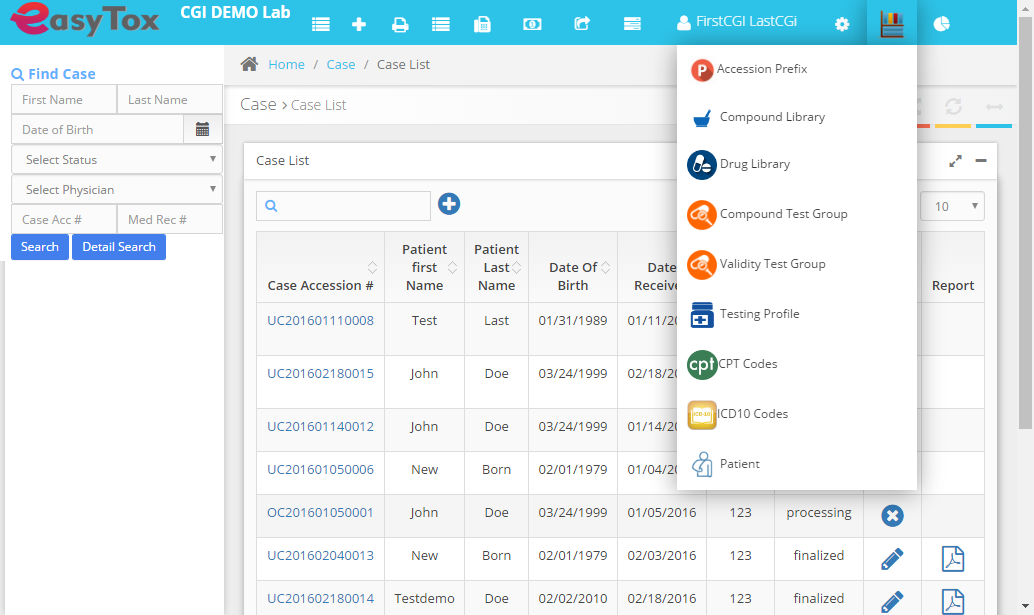 easyTox
CGI DEMO Lab
FirstCGI LastCGi
Find Case
First Name
Last Name
Date of Birth
Select Status
Select Physician
Case Acc #
Med Rec #
Search
Detail Search
Home / Case / Case List
Case > Case List
Case List
10
Case Accession #
Patient first Name
Patient Last Name
Date Of Birth
Date Receive
Report
UC201601110008 Test Last 01/31/1989 01/11/20
UC201602180015 John Doe 03/24/1999 02/18/20
UC201601140012 John Doe 03/24/1999 01/14/20
UC201601050006 New Born 02/01/1979 01/04/20
OC201601050001 John Doe 03/24/1999 01/05/2016 123 processing
UC201602040013 New Born 02/01/1979 02/03/2016 123 finalized
UC201602180014 Testdemo Doe 02/02/2010 02/18/2016 123 finalized
P Accession Prefix
Compound Library
Drug Library
Compound Test Group
Validity Test Group
Testing Profile
cpt CPT Codes
ICD-10 ICD10 Codes
Patient